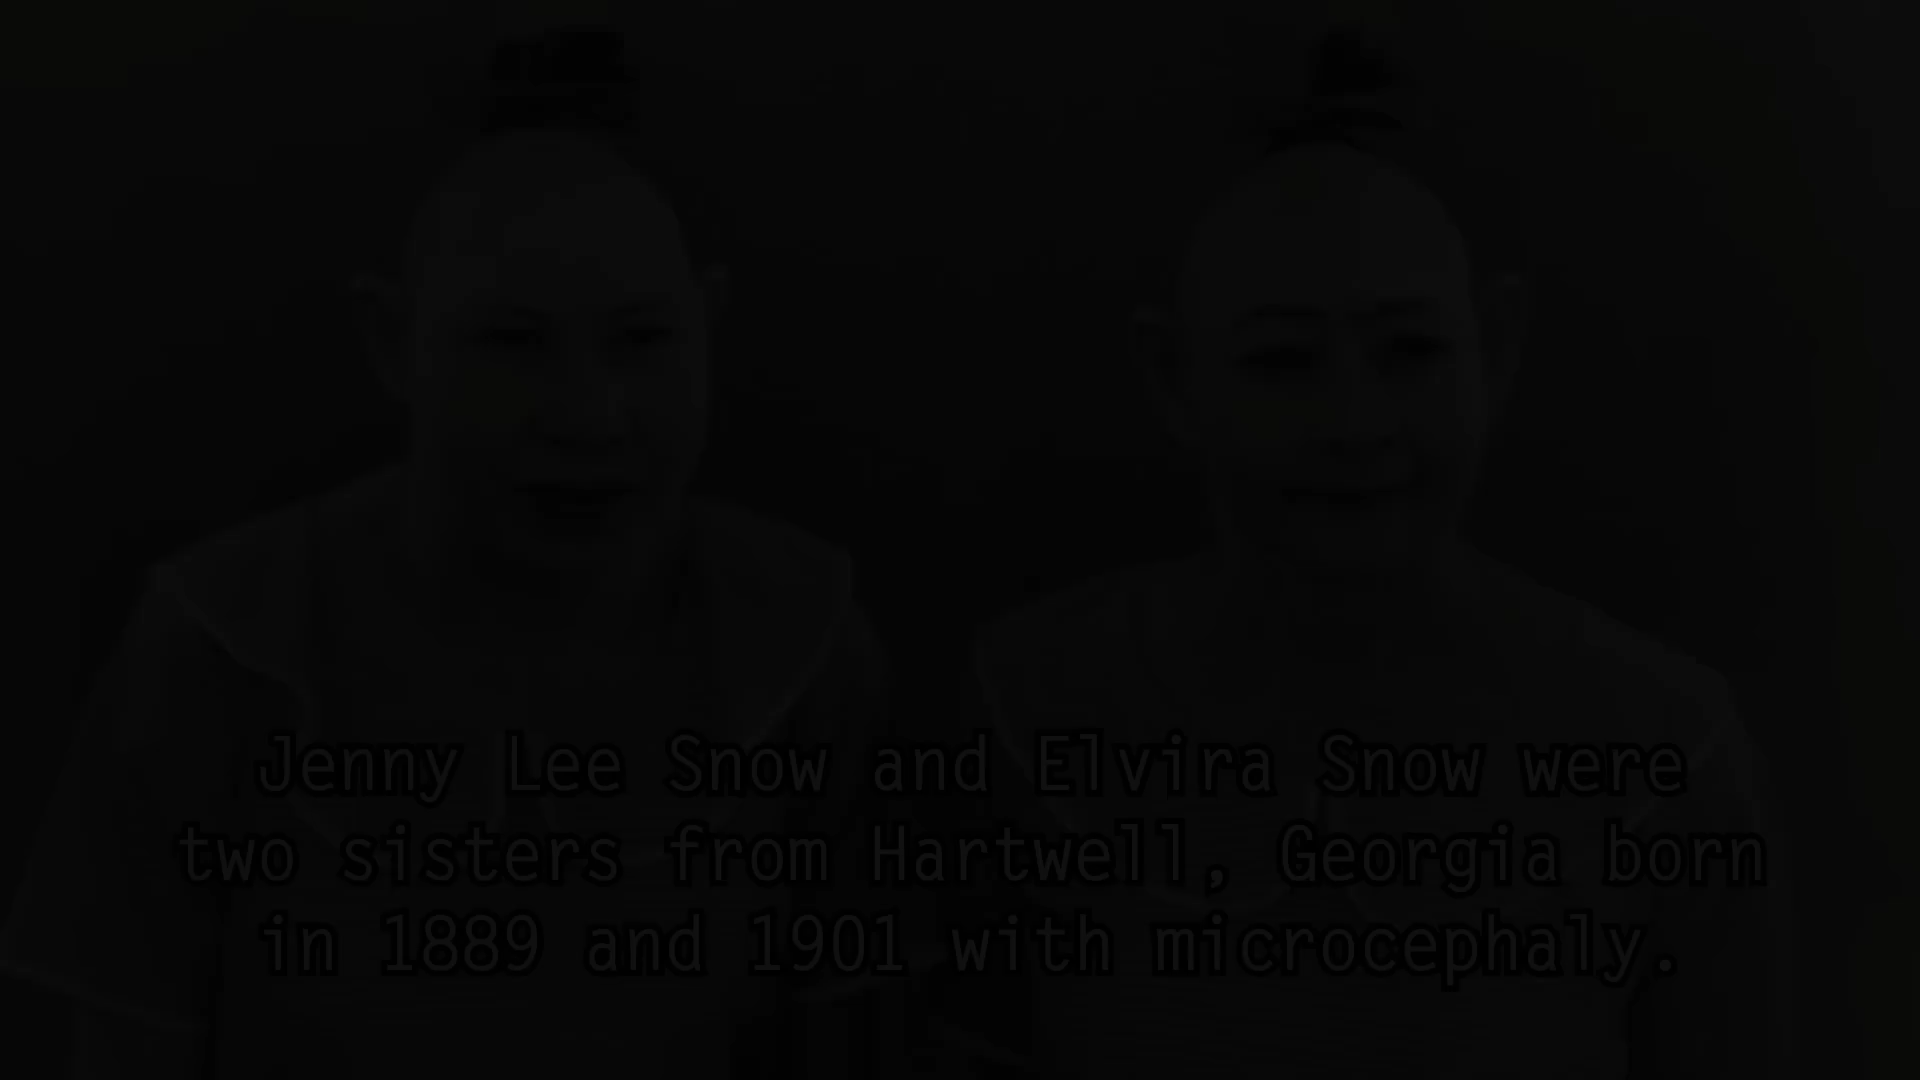 Jenny Lee Snow and Elvira Snow were
two sisters from Hartwell, Georgia born
in 1889 and 1901 with microcephaly.